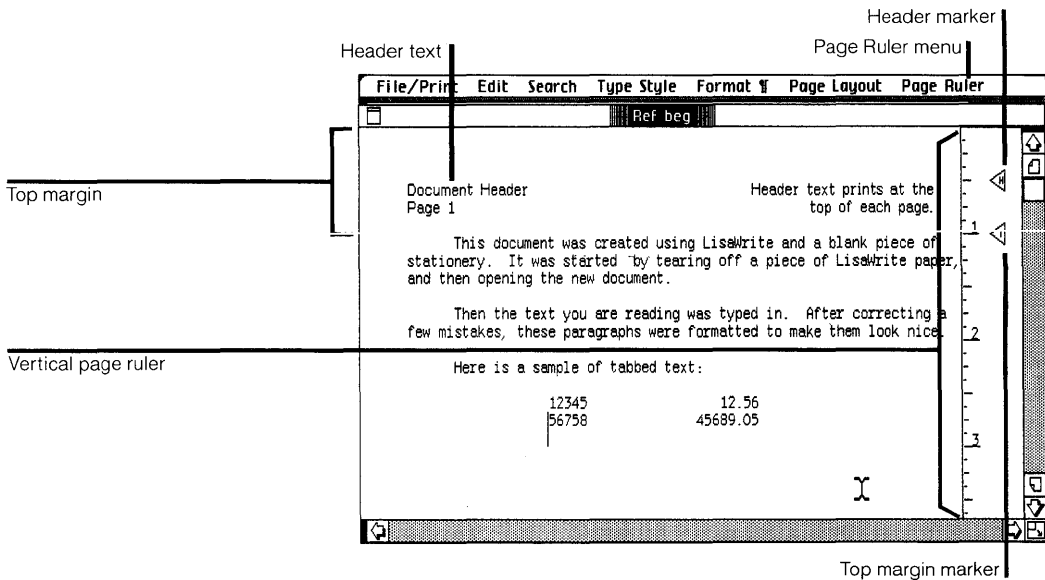 Header marker
Header text
Page Ruler menu
File/Print Edit Search Type Style Format ¶ Page Layout Page Ruler
Ref beg
Top margin
Document Header Header text prints at the
Page 1 top of each page.
H
1
T
This document was created using LisaWrite and a blank piece of
stationery. It was started by tearing off a piece of LisaWrite paper,
and then opening the new document.
Then the text you are reading was typed in. After correcting a
few mistakes, these paragraphs were formatted to make them look nice.
2
Vertical page ruler
Here is a sample of tabbed text:
12345 12.56
56758 45689.05
3
Top margin marker